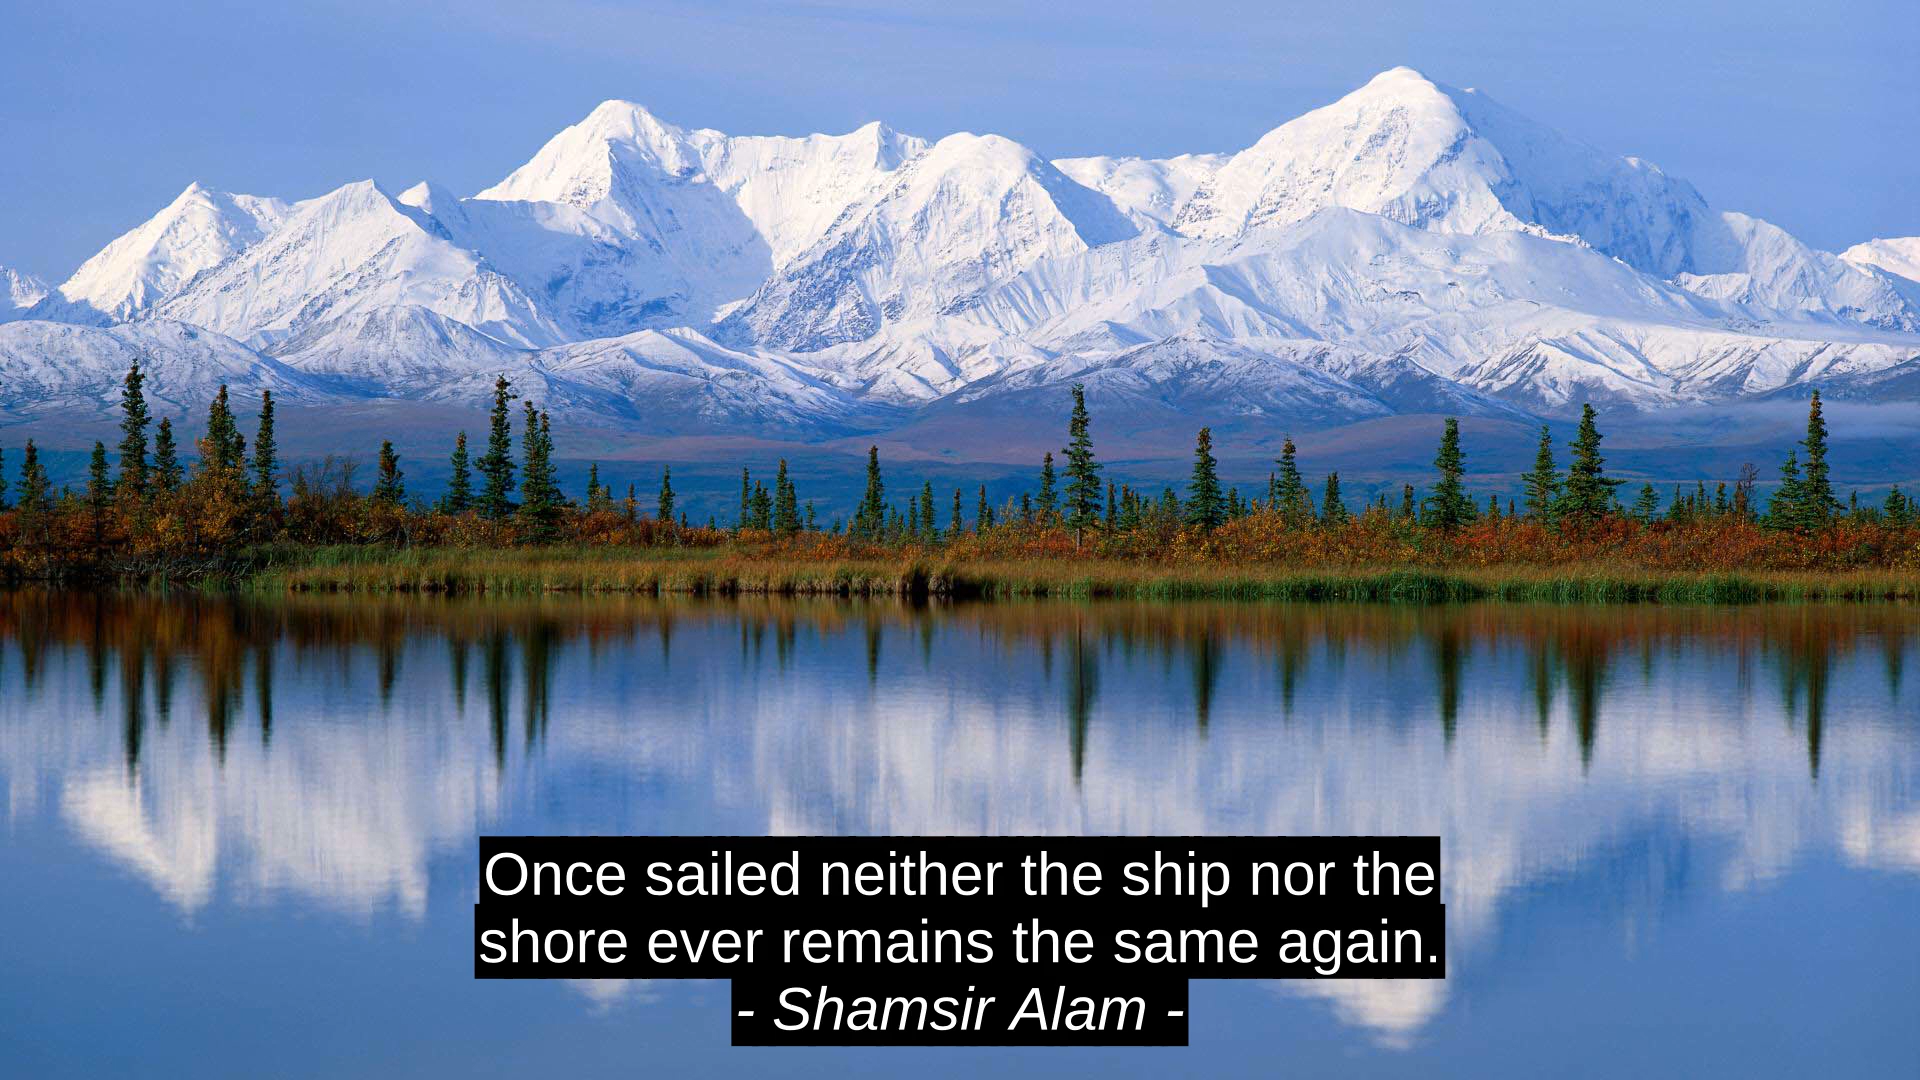 Once sailed neither the ship nor the
shore ever remains the same again.
- Shamsir Alam -